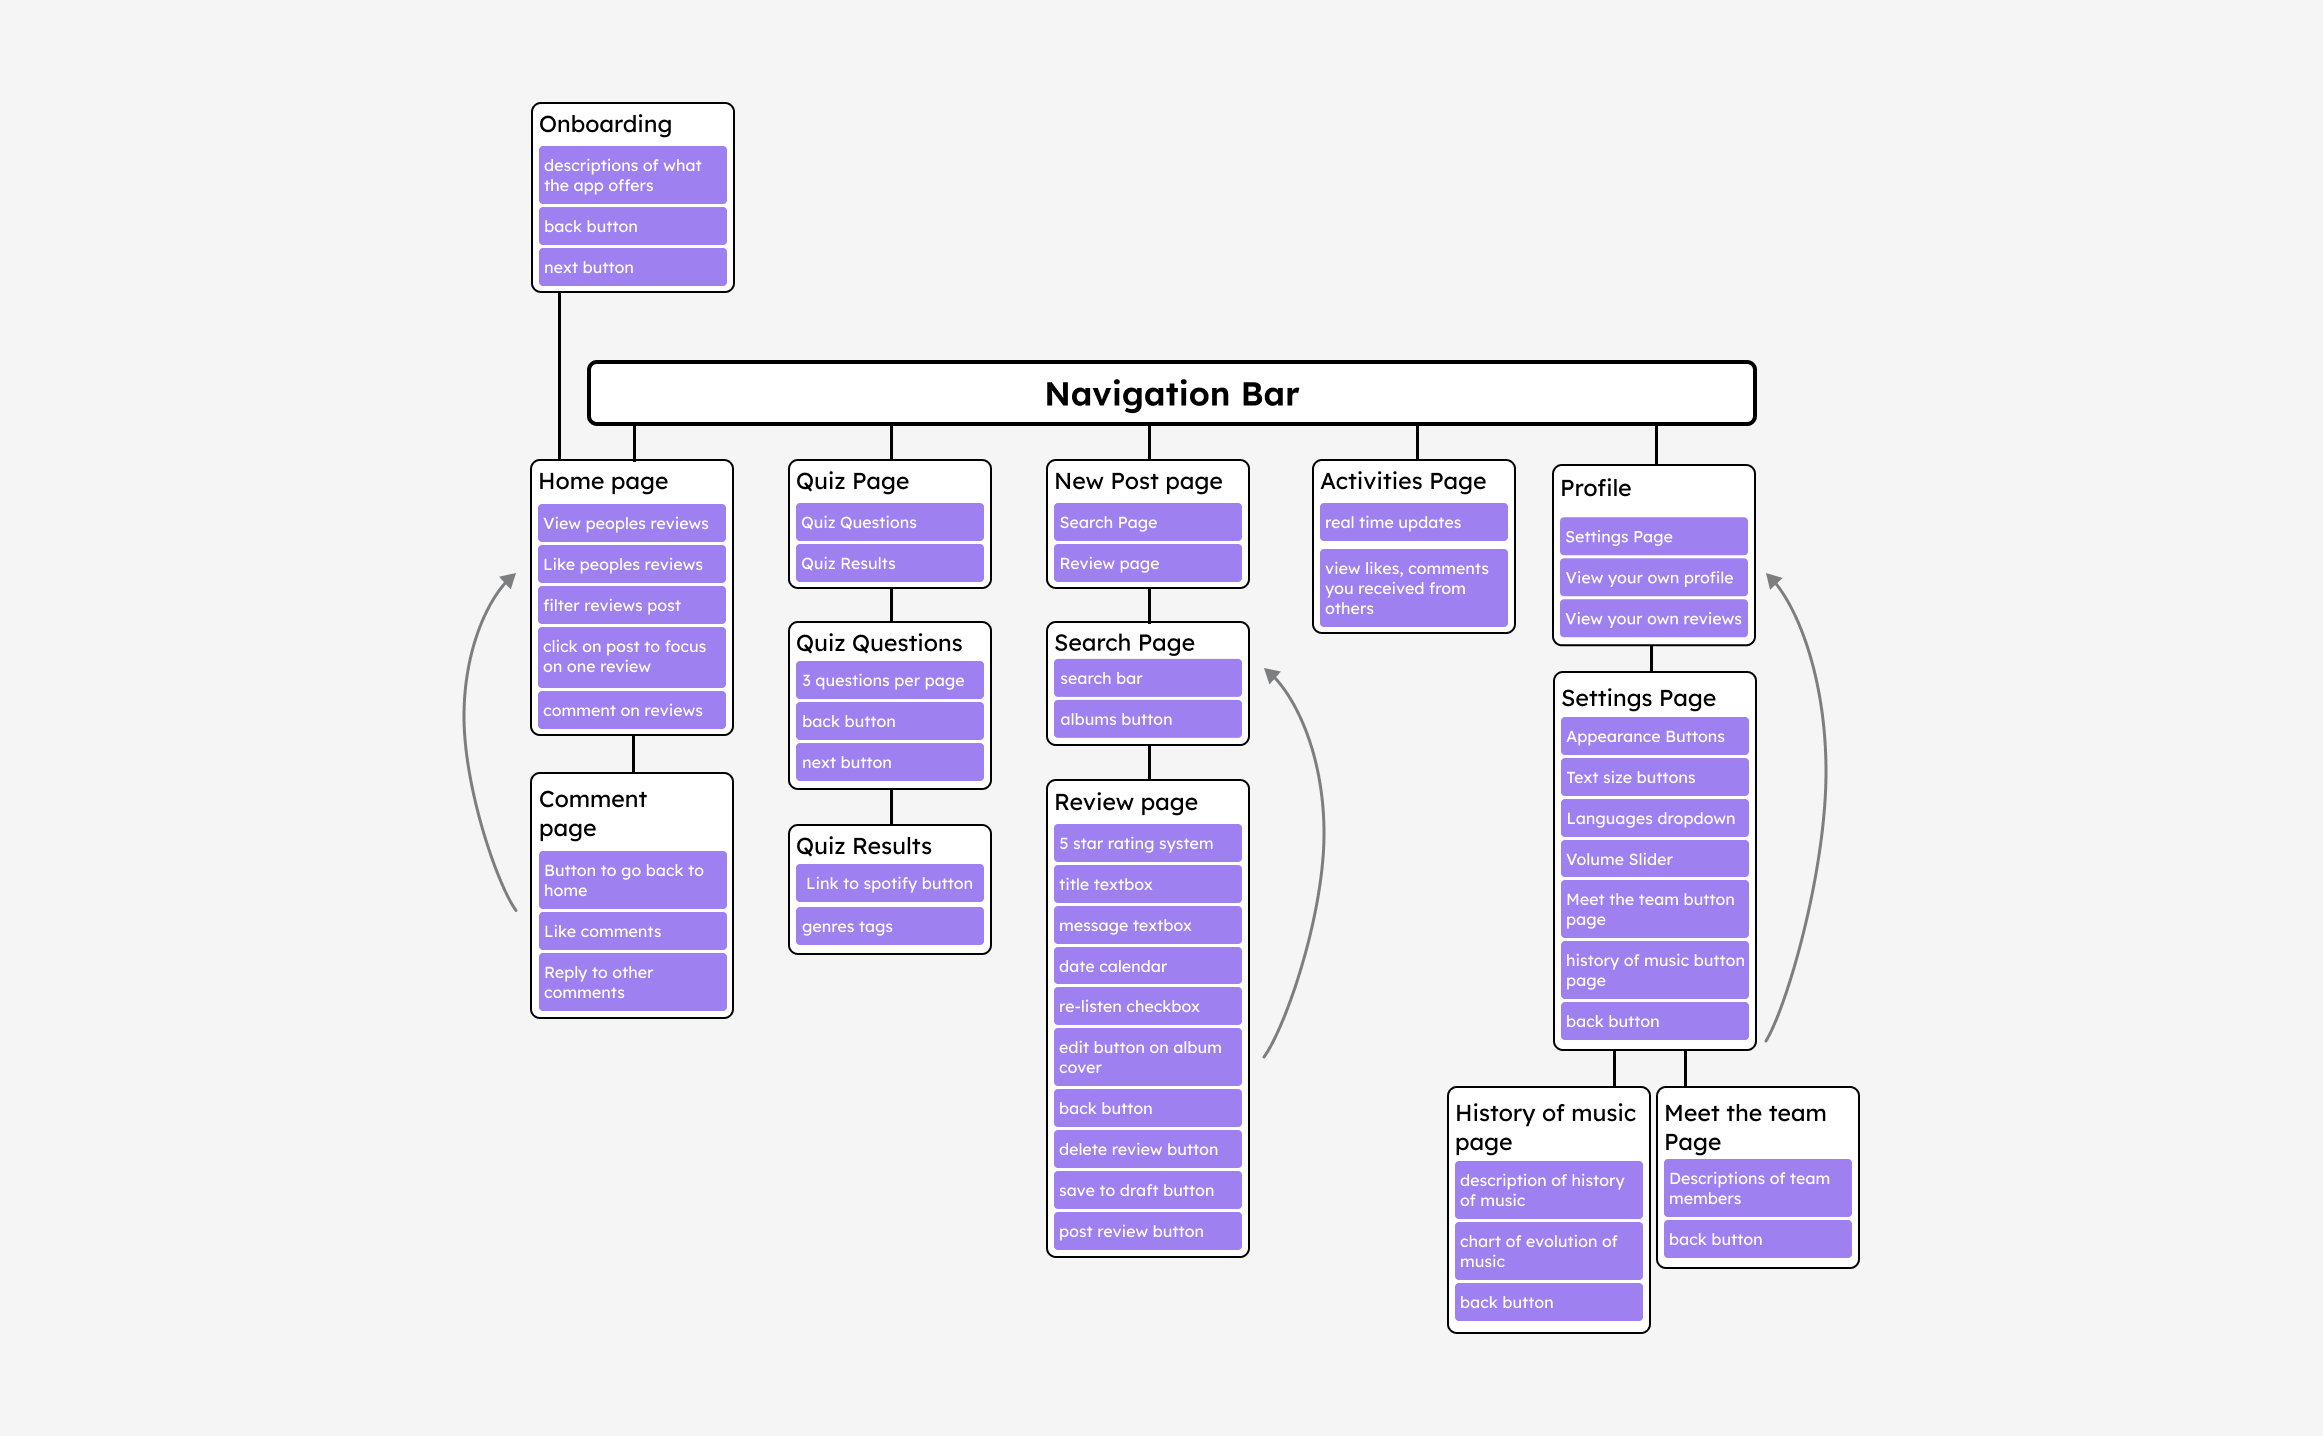 Onboarding
descriptions of what
the app offers
back button
next button
Navigation Bar
Home page
View peoples reviews
Like peoples reviews
filter reviews post
click on post to focus
on one review
comment on reviews
Comment
page
Button to go back to
home
Like comments
Reply to other
comments
Quiz Page
Quiz Questions
Quiz Results
Quiz Questions
3 questions per page
back button
next button
Quiz Results
Link to spotify button
genres tags
New Post page
Search Page
Review page
Search Page
search bar
albums button
Review page
5 star rating system
title textbox
message textbox
date calendar
re-listen checkbox
edit button on album
cover
back button
delete review button
save to draft button
post review button
Activities Page
real time updates
view likes, comments
you received from
others
Profile
Settings Page
View your own profile
View your own reviews
Settings Page
Appearance Buttons
Text size buttons
Languages dropdown
Volume Slider
Meet the team button
page
history of music button
page
back button
History of music
page
description of history
of music
chart of evolution of
music
back button
Meet the team
Page
Descriptions of team
members
back button